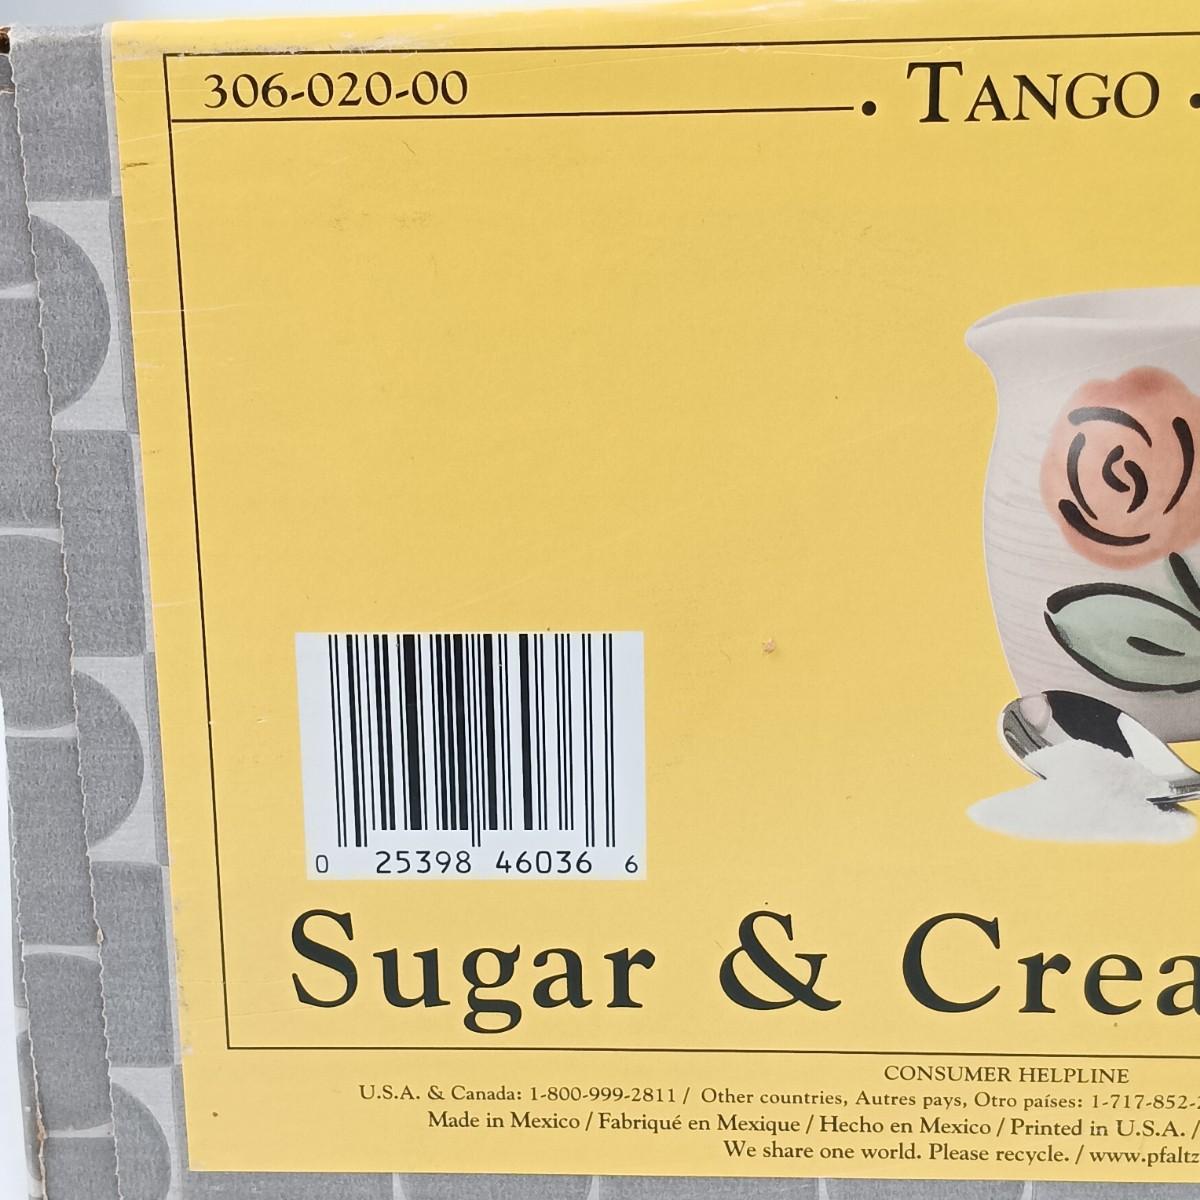 306-020-00
• TANGO •
0 25398 46036 6
Sugar & Crea
CONSUMER HELPLINE
U.S.A. & Canada: 1-800-999-2811 / Other countries, Autres pays, Otro países: 1-717-852-2
Made in Mexico / Fabriqué en Mexique / Hecho en Mexico / Printed in U.S.A. /
We share one world. Please recycle. / www.pfaltz